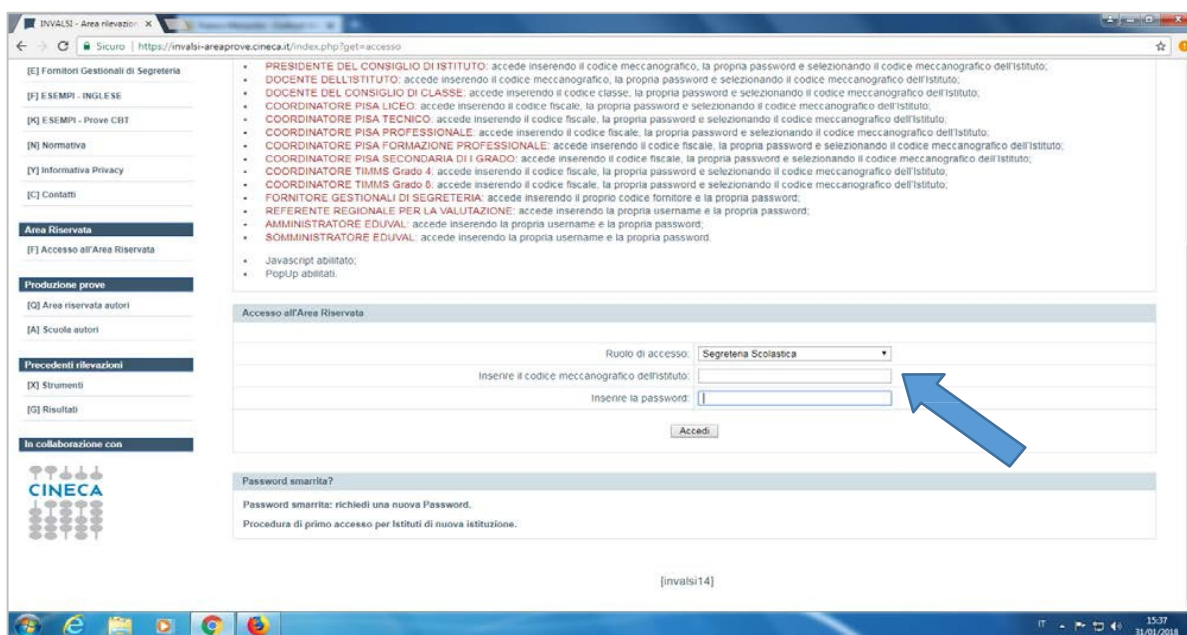 INVALSI - Area rilevazion
Sicuro | https://invalsi-areaprove.cineca.it/index.php?get=accesso
[E] Fornitori Gestionali di Segreteria
[F] ESEMPI - INGLESE
[K] ESEMPI - Prove CBT
[N] Normativa
[Y] Informativa Privacy
[C] Contatti
Area Riservata
[F] Accesso all'Area Riservata
Produzione prove
[Q] Area riservata autori
[A] Scuole autori
Precedenti rilevazioni
[X] Strumenti
[G] Risultati
In collaborazione con
CINECA
PRESIDENTE DEL CONSIGLIO DI ISTITUTO: accede inserendo il codice meccanografico, la propria password e selezionando il codice meccanografico dell'Istituto;
DOCENTE DELL'ISTITUTO: accede inserendo il codice meccanografico, la propria password e selezionando il codice meccanografico dell'Istituto;
DOCENTE DEL CONSIGLIO DI CLASSE: accede inserendo il codice classe, la propria password e selezionando il codice meccanografico dell'Istituto;
COORDINATORE PISA LICEO: accede inserendo il codice fiscale, la propria password e selezionando il codice meccanografico dell'Istituto;
COORDINATORE PISA TECNICO: accede inserendo il codice fiscale, la propria password e selezionando il codice meccanografico dell'Istituto;
COORDINATORE PISA PROFESSIONALE: accede inserendo il codice fiscale, la propria password e selezionando il codice meccanografico dell'Istituto;
COORDINATORE PISA FORMAZIONE PROFESSIONALE: accede inserendo il codice fiscale, la propria password e selezionando il codice meccanografico dell'Istituto;
COORDINATORE PISA SECONDARIA DI I GRADO: accede inserendo il codice fiscale, la propria password e selezionando il codice meccanografico dell'Istituto;
COORDINATORE TIMMS Grado 4: accede inserendo il codice fiscale, la propria password e selezionando il codice meccanografico dell'Istituto;
COORDINATORE TIMMS Grado 8: accede inserendo il codice fiscale, la propria password e selezionando il codice meccanografico dell'Istituto;
FORNITORE GESTIONALI DI SEGRETERIA: accede inserendo il proprio codice fornitore e la propria password;
REFERENTE REGIONALE PER LA VALUTAZIONE: accede inserendo la propria username e la propria password;
AMMINISTRATORE EDUVAL: accede inserendo la propria username e la propria password;
SOMMINISTRATORE EDUVAL: accede inserendo la propria username e la propria password.
Javascript abilitato;
PopUp abilitati.
Accesso all'Area Riservata
Ruolo di accesso: Segreteria Scolastica
Inserire il codice meccanografico dell'istituto:
Inserire la password:
Accedi
Password smarrita?
Password smarrita: richiedi una nuova Password.
Procedura di primo accesso per Istituti di nuova istituzione.
[invalsi14]
IT
15:37
31/01/2018